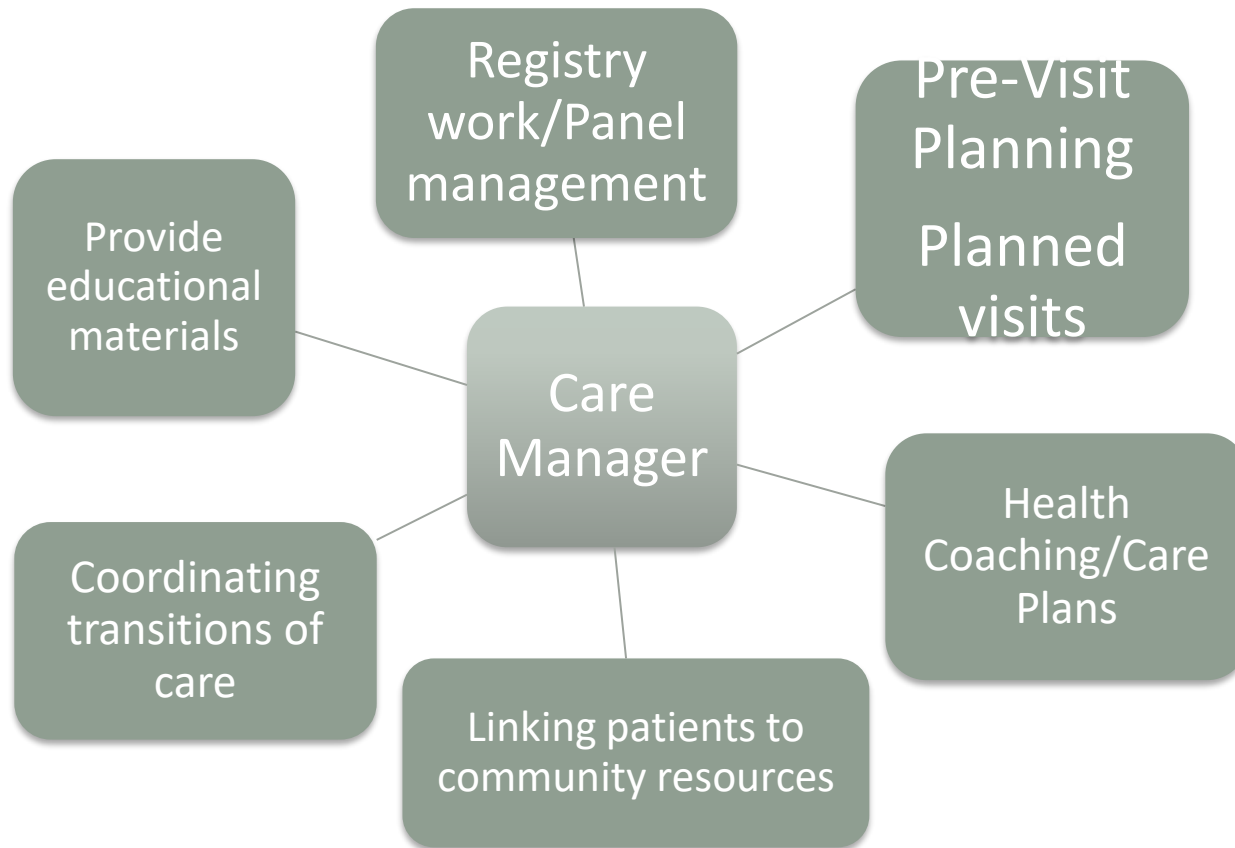 Registry
work/Panel
management
Pre-Visit
Planning
Planned
visits
Provide
educational
materials
Care
Manager
Health
Coaching/Care
Plans
Coordinating
transitions of
care
Linking patients to
community resources